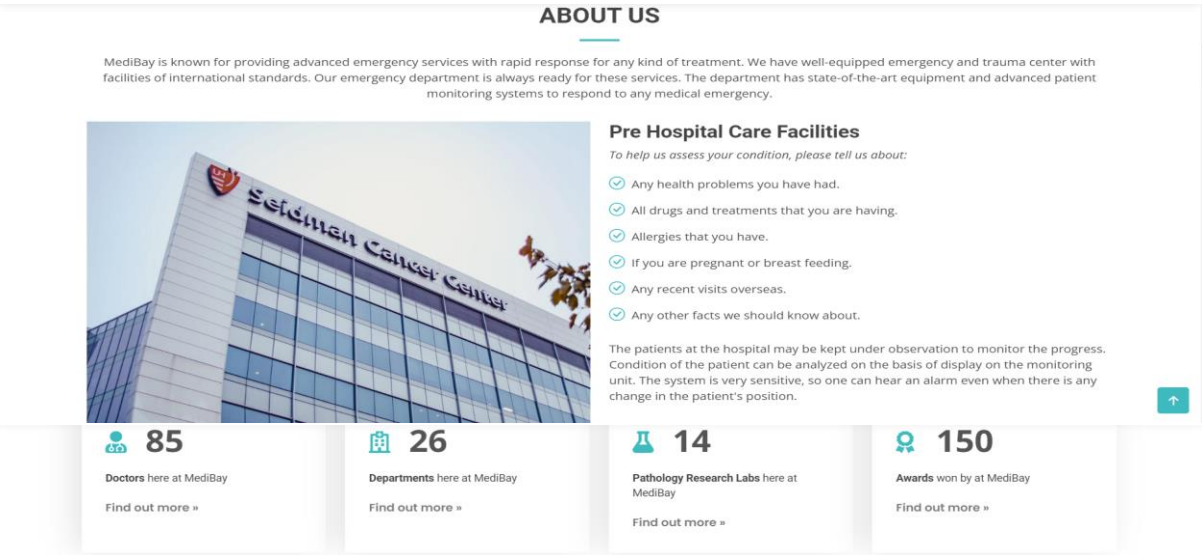 ABOUT US
MediBay is known for providing advanced emergency services with rapid response for any kind of treatment. We have well-equipped emergency and trauma center with
facilities of international standards. Our emergency department is always ready for these services. The department has state-of-the-art equipment and advanced patient
monitoring systems to respond to any medical emergency.
UH
Seidman Cancer Center
Pre Hospital Care Facilities
To help us assess your condition, please tell us about:
Any health problems you have had.
All drugs and treatments that you are having.
Allergies that you have.
If you are pregnant or breast feeding.
Any recent visits overseas.
Any other facts we should know about.
The patients at the hospital may be kept under observation to monitor the progress.
Condition of the patient can be analyzed on the basis of display on the monitoring
unit. The system is very sensitive, so one can hear an alarm even when there is any
change in the patient's position.
85
Doctors here at MediBay
Find out more »
26
Departments here at MediBay
Find out more »
14
Pathology Research Labs here at
MediBay
Find out more »
150
Awards won by at MediBay
Find out more »